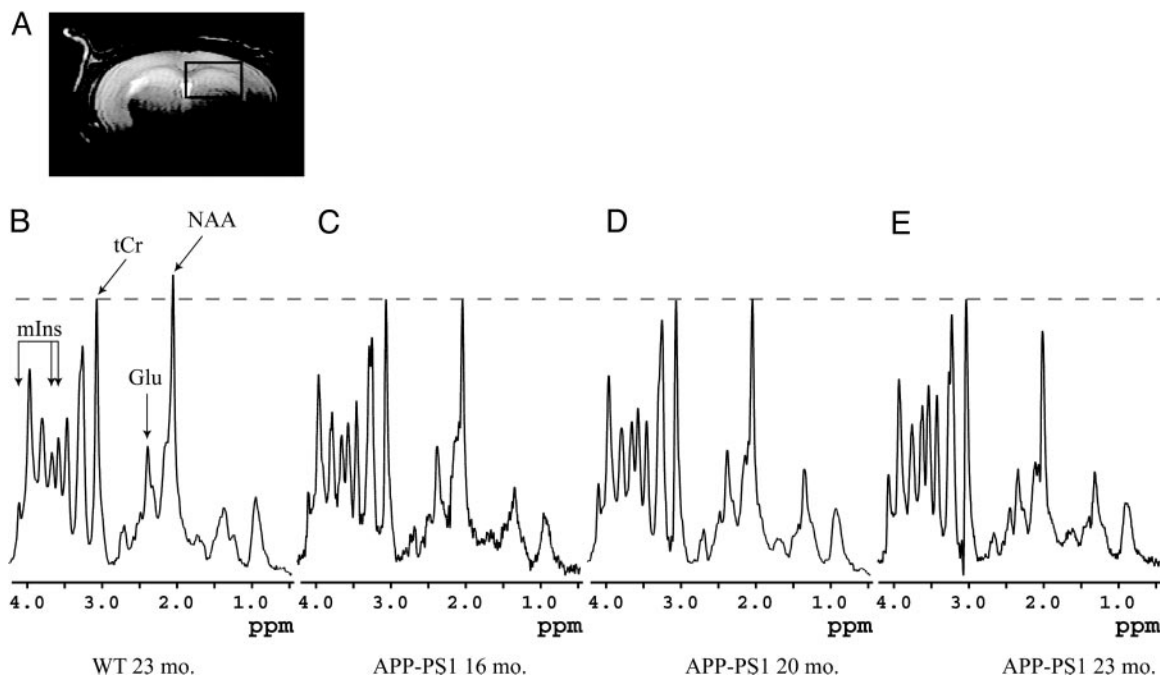 A
B
C
D
E
NAA
tCr
mIns
Glu
4.0 3.0 2.0 1.0 4.0 3.0 2.0 1.0 4.0 3.0 2.0 1.0 4.0 3.0 2.0 1.0
ppm ppm ppm ppm
WT 23 mo. APP-PS1 16 mo. APP-PS1 20 mo. APP-PS1 23 mo.